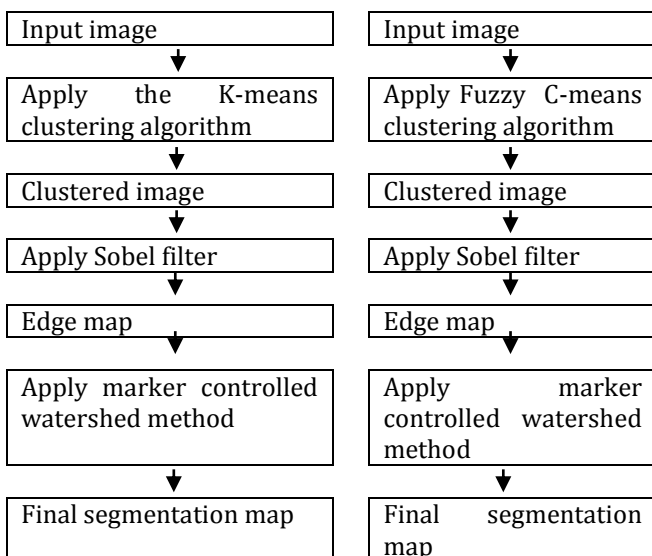 Input image
Apply the K-means
clustering algorithm
Clustered image
Apply Sobel filter
Edge map
Apply marker controlled
watershed method
Final segmentation map
Input image
Apply Fuzzy C-means
clustering algorithm
Clustered image
Apply Sobel filter
Edge map
Apply marker
controlled watershed
method
Final segmentation
map